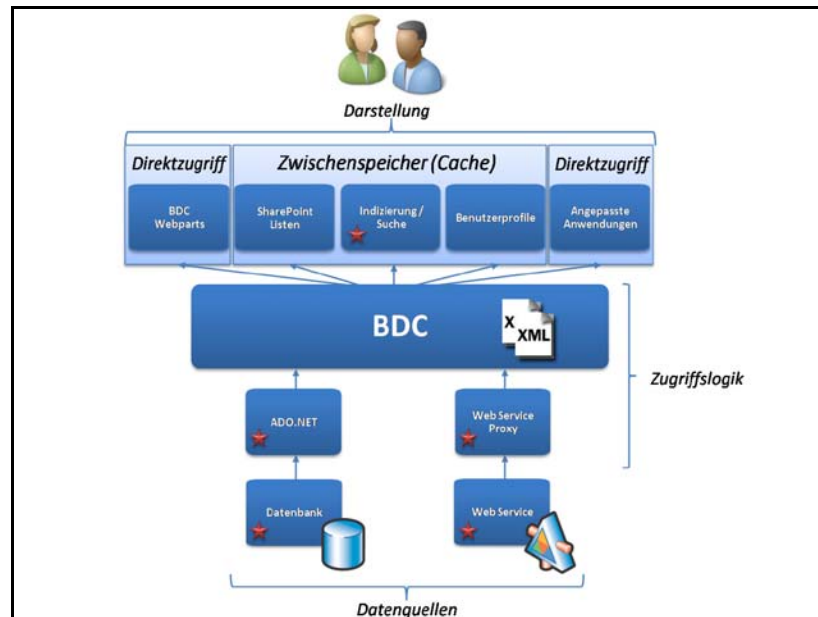 Darstellung
Direktzugriff
Zwischenspeicher (Cache)
Direktzugriff
BDC
Webparts
SharePoint
Listen
Indizierung /
Suche
Benutzerprofile
Angepasste
Anwendungen
BDC
X
XML
Zugriffslogik
ADO.NET
Web Service
Proxy
Datenbank
Web Service
Datenquellen